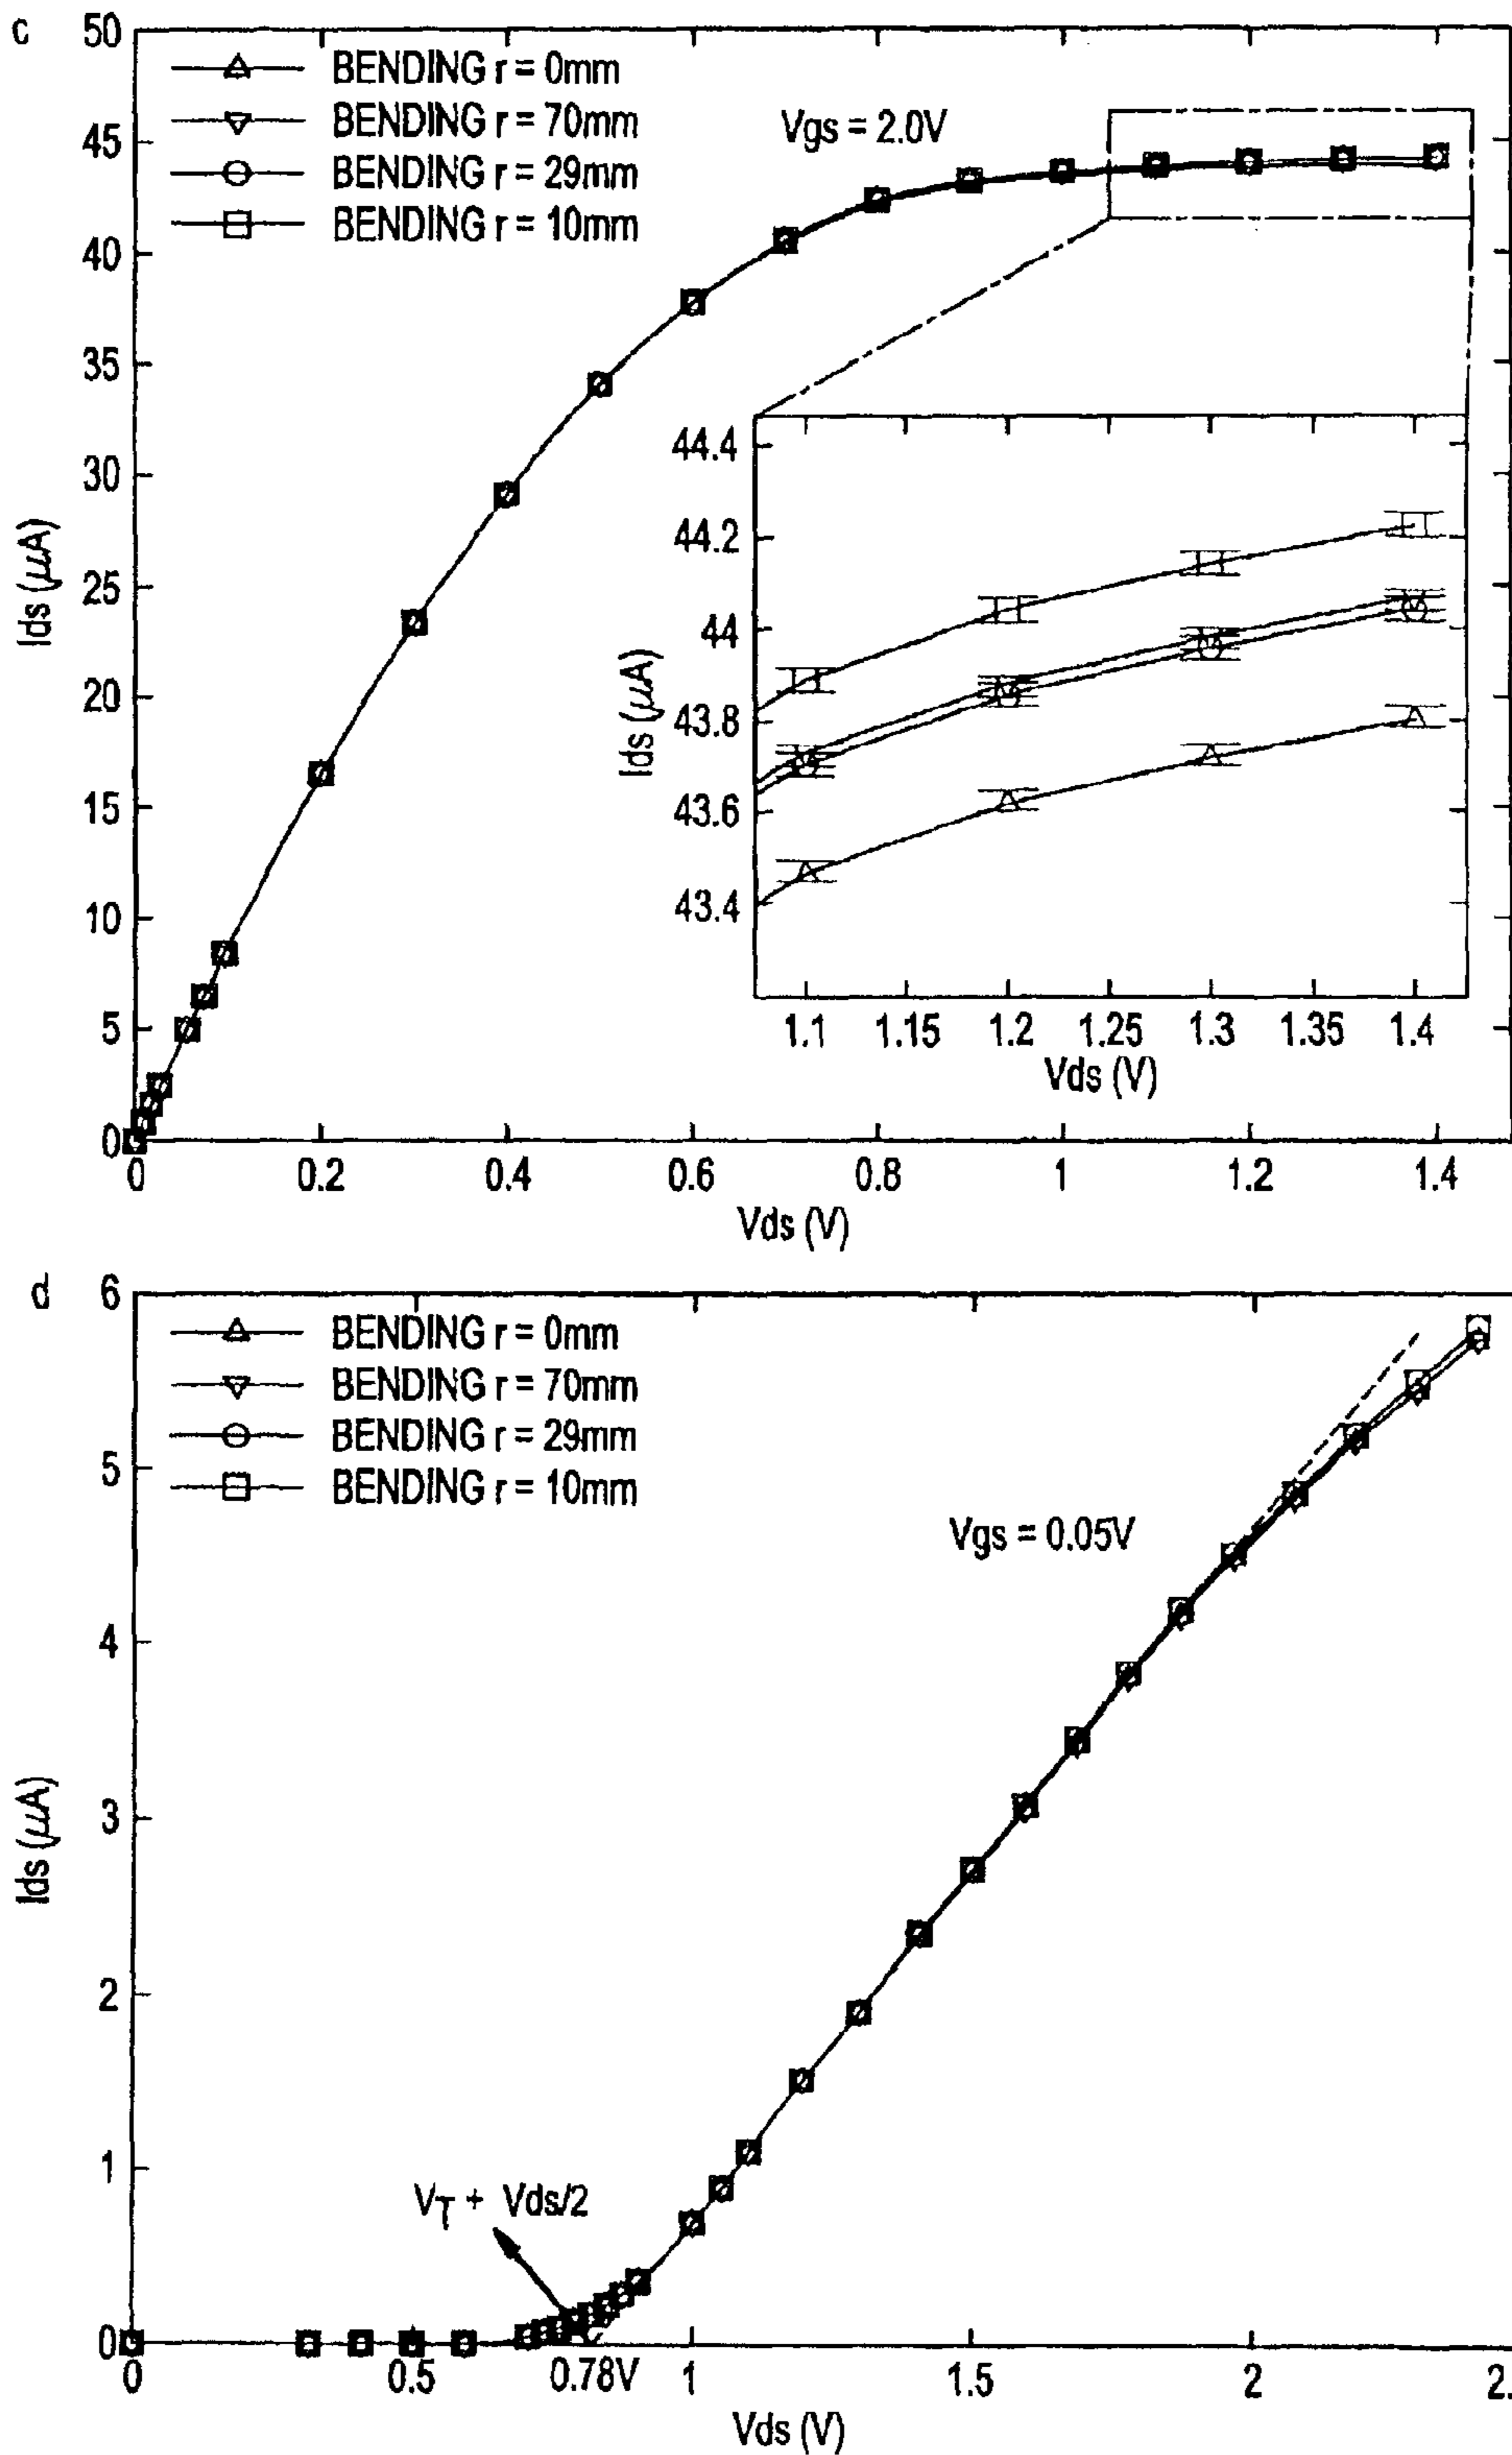 c
50
45
40
35
30
25
20
15
10
5
0
Ids (μA)
BENDING r = 0mm
BENDING r = 70mm
BENDING r = 29mm
BENDING r = 10mm
Vgs = 2.0V
44.4
44.2
44
43.8
43.6
43.4
Ids (μA)
1.1 1.15 1.2 1.25 1.3 1.35 1.4
Vds (V)
0 0.2 0.4 0.6 0.8 1 1.2 1.4
Vds (V)
d
6
5
4
3
2
1
0
Ids (μA)
BENDING r = 0mm
BENDING r = 70mm
BENDING r = 29mm
BENDING r = 10mm
Vgs = 0.05V
VT + Vds/2
0 0.5 0.78V 1 1.5 2 2.
Vds (V)